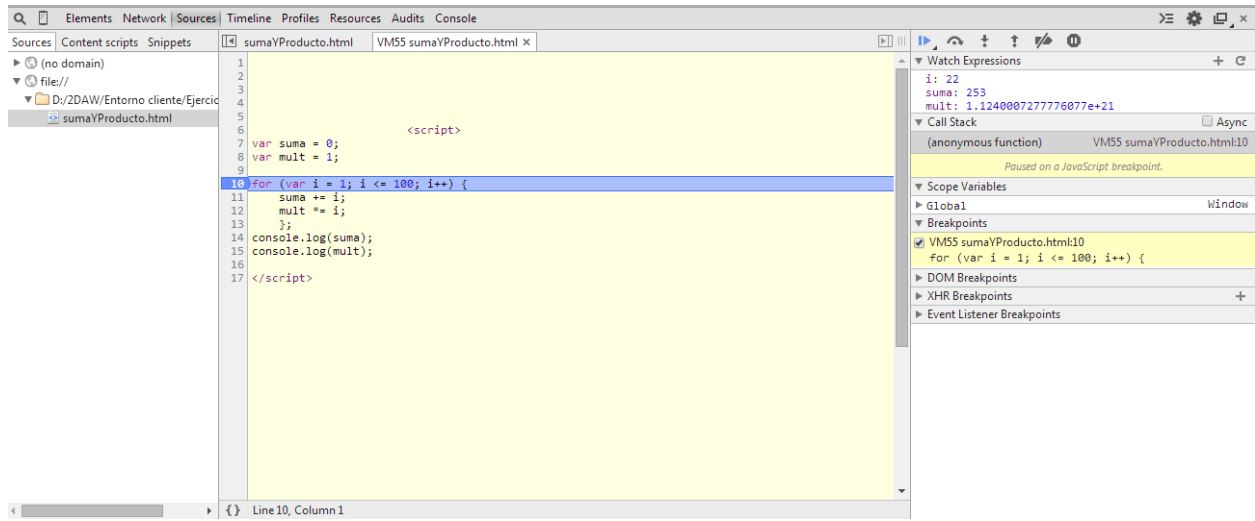 Elements Network Sources Timeline Profiles Resources Audits Console
Sources Content scripts Snippets
(no domain)
file://
D:/2DAW/Entorno cliente/Ejercic
sumaYProducto.html
sumaYProducto.html VM55 sumaYProducto.html ×
1
2
3
4
5
6 <script>
7 var suma = 0;
8 var mult = 1;
9
10 for (var i = 1; i <= 100; i++) {
11 suma += i;
12 mult *= i;
13 };
14 console.log(suma);
15 console.log(mult);
16
17 </script>
{} Line 10, Column 1
Watch Expressions
i: 22
suma: 253
mult: 1.1240007277776077e+21
Call Stack Async
(anonymous function) VM55 sumaYProducto.html:10
Paused on a JavaScript breakpoint.
Scope Variables
Global Window
Breakpoints
VM55 sumaYProducto.html:10
for (var i = 1; i <= 100; i++) {
DOM Breakpoints
XHR Breakpoints
Event Listener Breakpoints